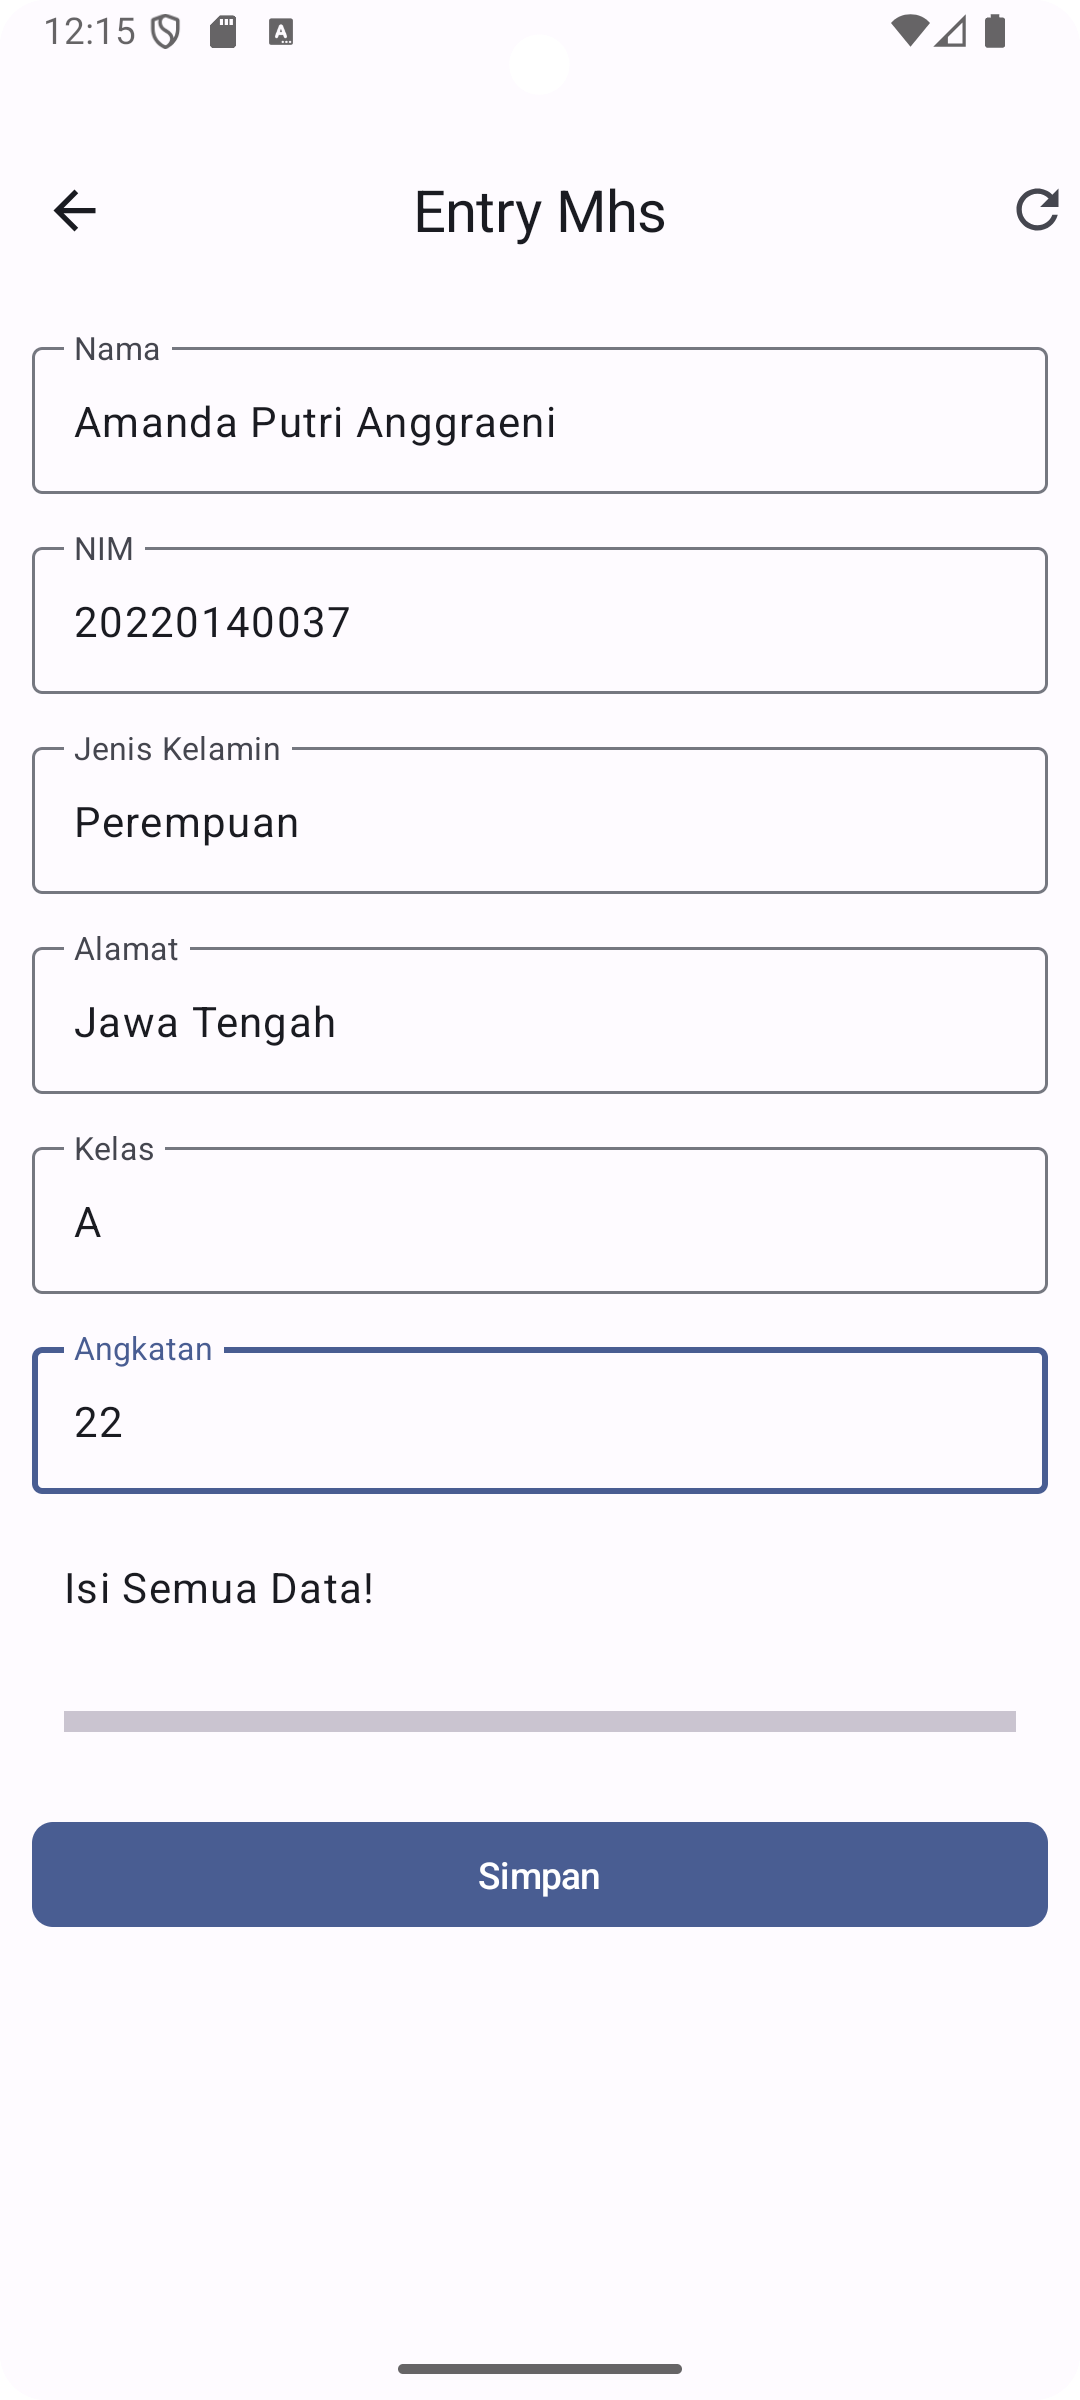 12:15
Entry Mhs
Nama
Amanda Putri Anggraeni
NIM
20220140037
Jenis Kelamin
Perempuan
Alamat
Jawa Tengah
Kelas
A
Angkatan
22
Isi Semua Data!
Simpan